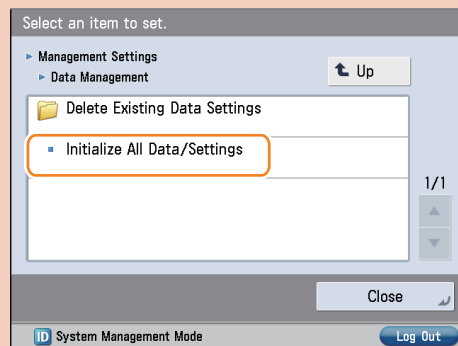 Select an item to set.
Management Settings
Data Management
Up
Delete Existing Data Settings
Initialize All Data/Settings
1/1
Close
ID System Management Mode
Log Out